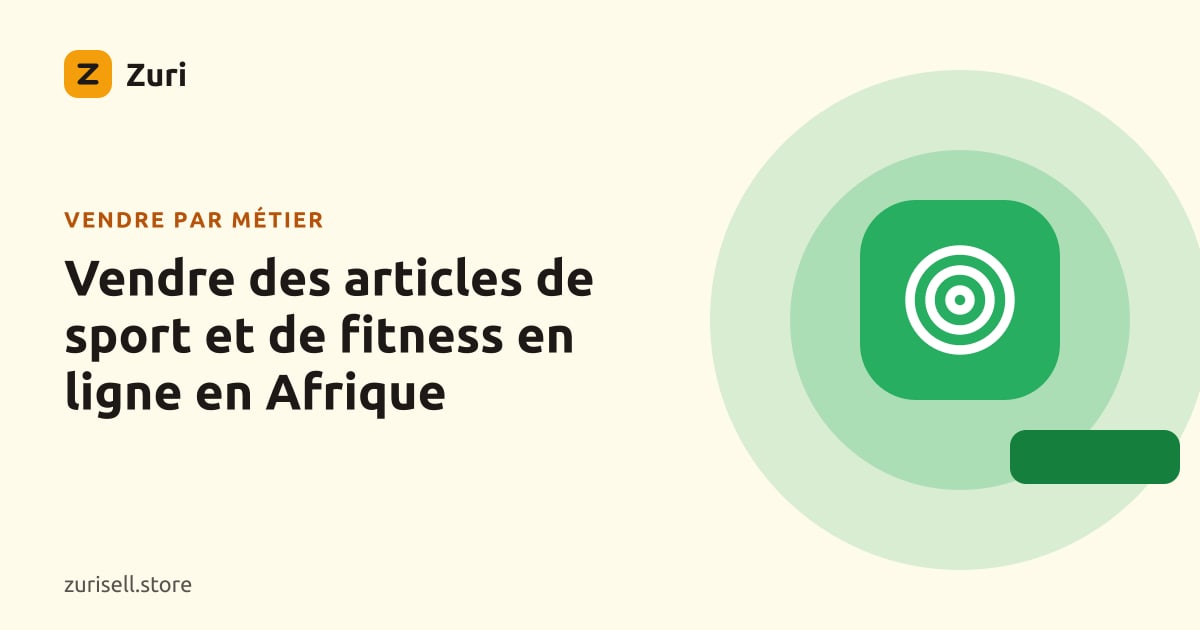 Z Zuri
VENDRE PAR MÉTIER
Vendre des articles de
sport et de fitness en
ligne en Afrique
zurisell.store